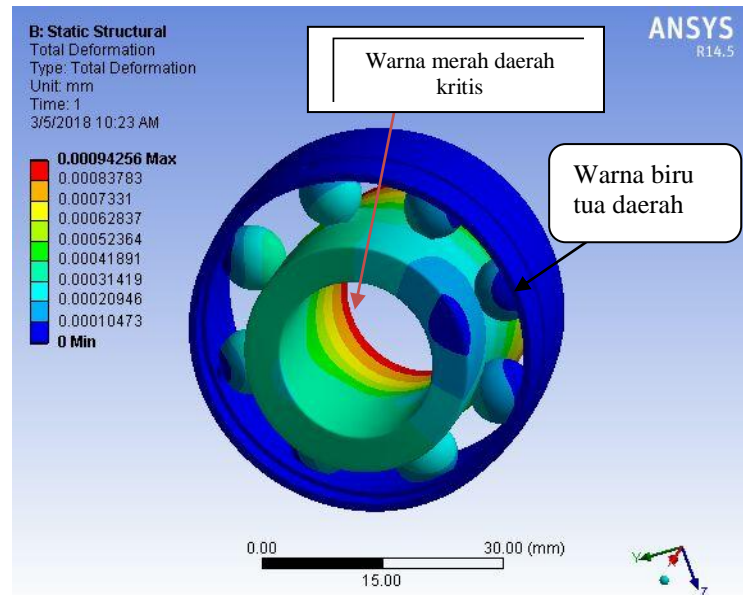 B: Static Structural
Total Deformation
Type: Total Deformation
Unit: mm
Time: 1
3/5/2018 10:23 AM
ANSYS
R14.5
Warna merah daerah
kritis
Warna biru
tua daerah
0.00094256 Max
0.00083783
0.0007331
0.00062837
0.00052364
0.00041891
0.00031419
0.00020946
0.00010473
0 Min
0.00
30.00 (mm)
15.00
Y
Z